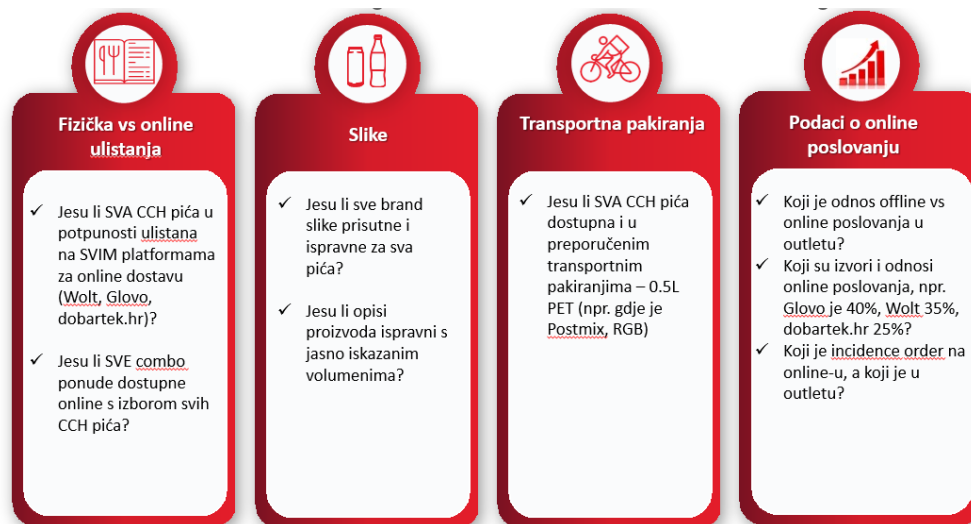 Fizička vs online
ulistanja
Jesu li SVA CCH pića u
potpunosti ulistana
na SVIM platformama
za online dostavu
(Wolt, Glovo,
dobartek.hr)?
Jesu li SVE combo
ponude dostupne
online s izborom svih
CCH pića?
Slike
Jesu li sve brand
slike prisutne i
ispravne za sva
pića?
Jesu li opisi
proizvoda ispravni s
jasno iskazanim
volumenima?
Transportna pakiranja
Jesu li SVA CCH pića
dostupna i u
preporučenim
transportnim
pakiranjima – 0.5L
PET (npr. gdje je
Postmix, RGB)
Podaci o online
poslovanju
Koji je odnos offline vs
online poslovanja u
outletu?
Koji su izvori i odnosi
online poslovanja, npr.
Glovo je 40%, Wolt 35%,
dobartek.hr 25%?
Koji je incidence order na
online-u, a koji je u
outletu?